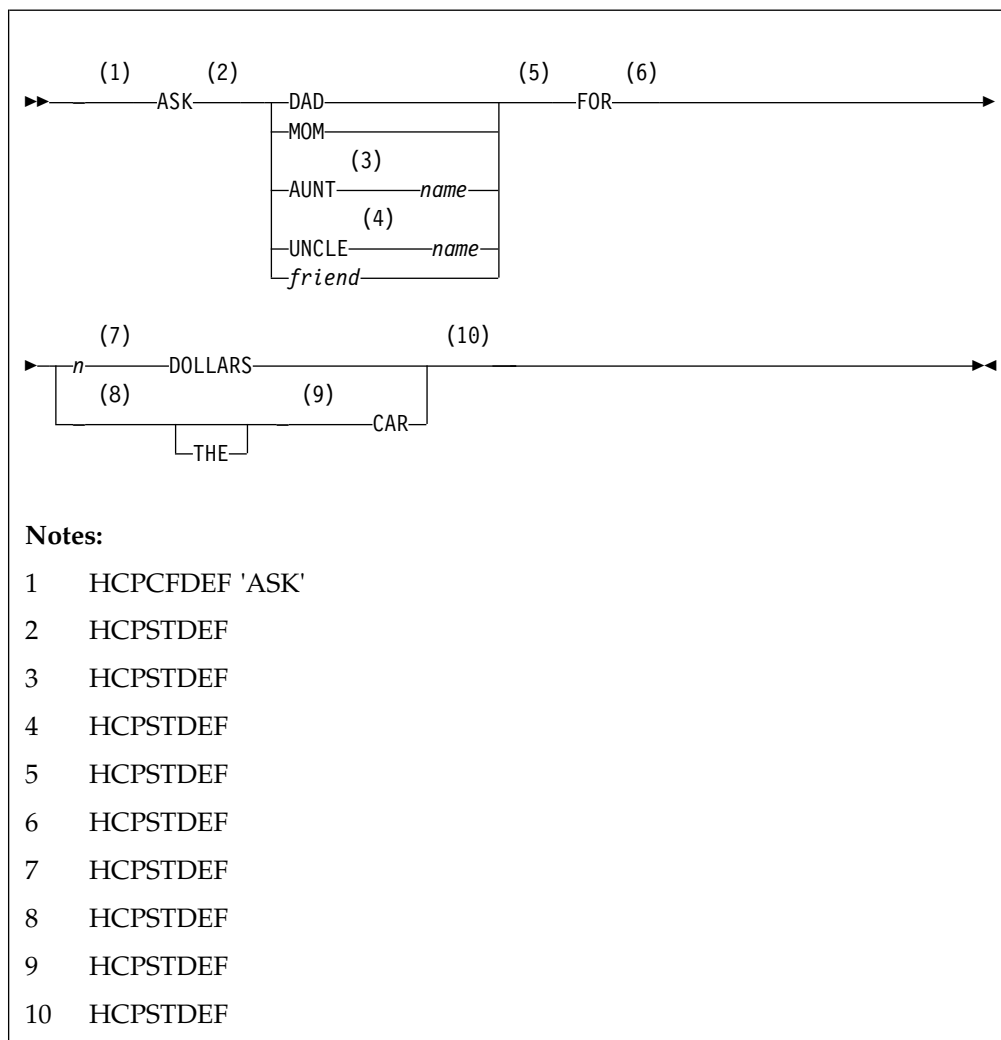 (1) (2) (5) (6)
ASK DAD FOR
MOM
(3)
AUNT name
(4)
UNCLE name
friend
(7) (10)
n DOLLARS
(8) (9)
CAR
THE
Notes:
1 HCPCFDEF 'ASK'
2 HCPSTDEF
3 HCPSTDEF
4 HCPSTDEF
5 HCPSTDEF
6 HCPSTDEF
7 HCPSTDEF
8 HCPSTDEF
9 HCPSTDEF
10 HCPSTDEF